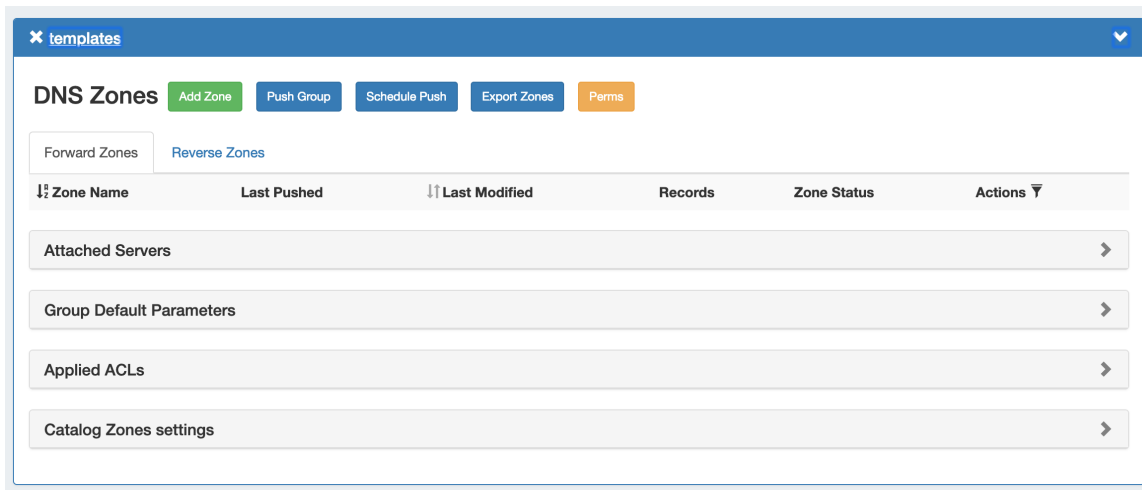 templates
DNS Zones Add Zone Push Group Schedule Push Export Zones Perms
Forward Zones Reverse Zones
Zone Name Last Pushed Last Modified Records Zone Status Actions
Attached Servers
Group Default Parameters
Applied ACLs
Catalog Zones settings